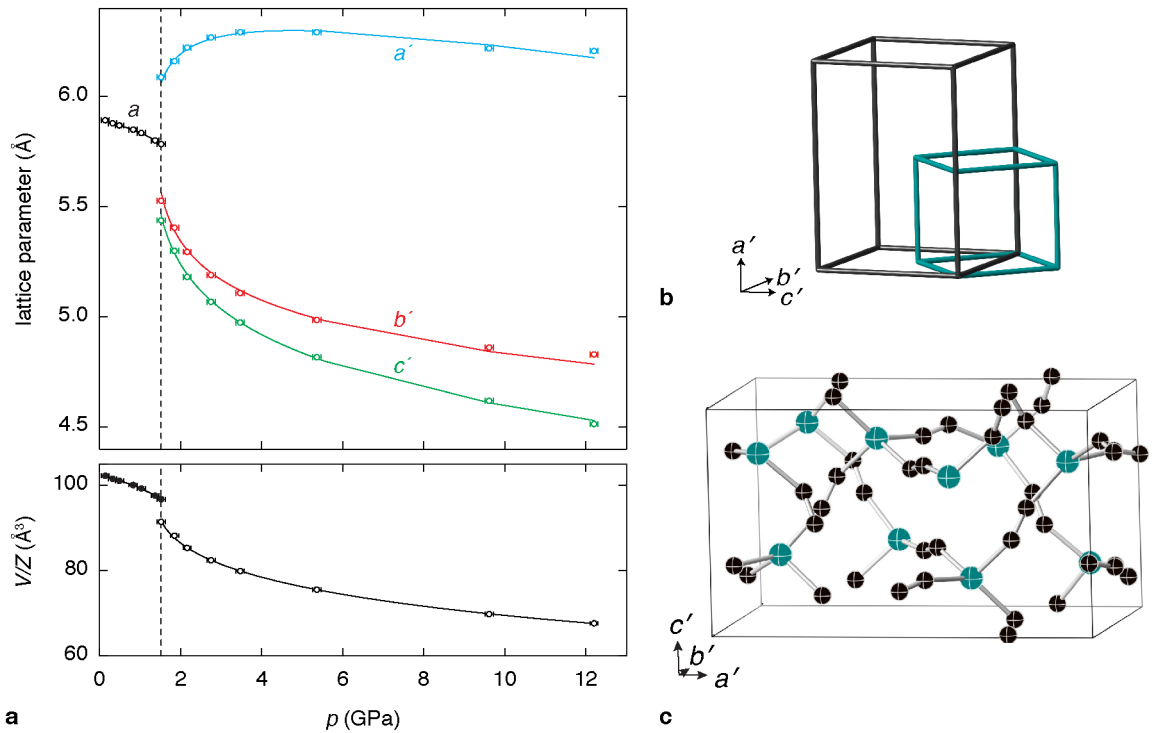 lattice parameter (Å)
6.0
5.5
5.0
4.5
a
a´
b´
c´
V/Z (Å³)
100
80
60
0 2 4 6 8 10 12
p (GPa)
a
a′
b′
c′
b
c′
b′
a′
c